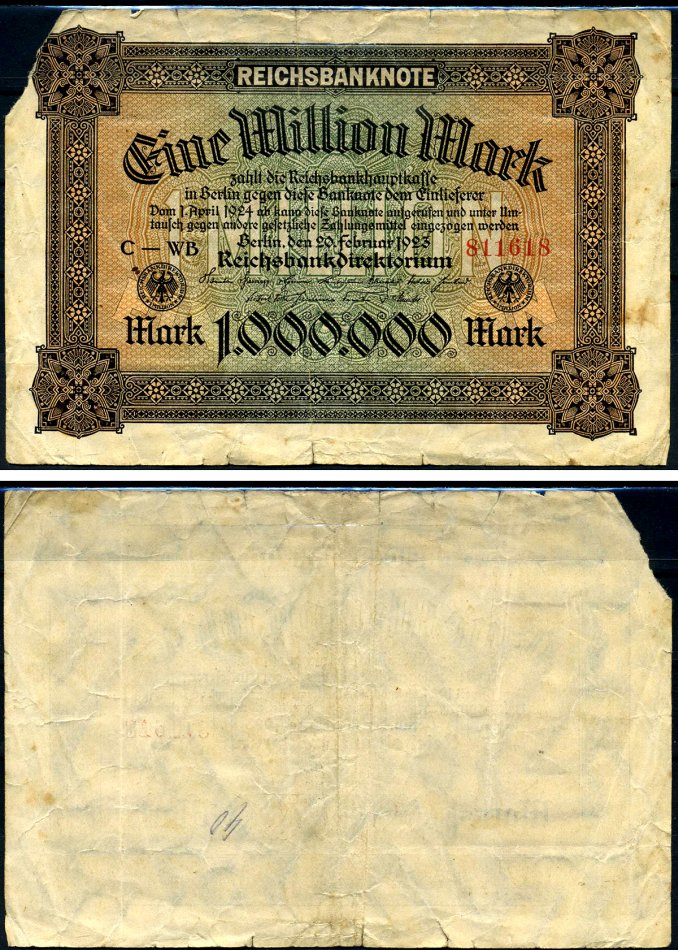 REICHSBANKNOTE
Eine Million Mark
zahlt die Reichsbankhauptkasse
in Berlin gegen diese Banknote dem Einlieferer
Vom 1. April 1924 ab kann diese Banknote aufgerufen und unter Um-
tausch gegen andere gesetzliche Zahlungsmittel eingezogen werden
C — WB Berlin, den 20. Februar 1923 811618
Reichsbankdirektorium
Mark 1.000.000 Mark